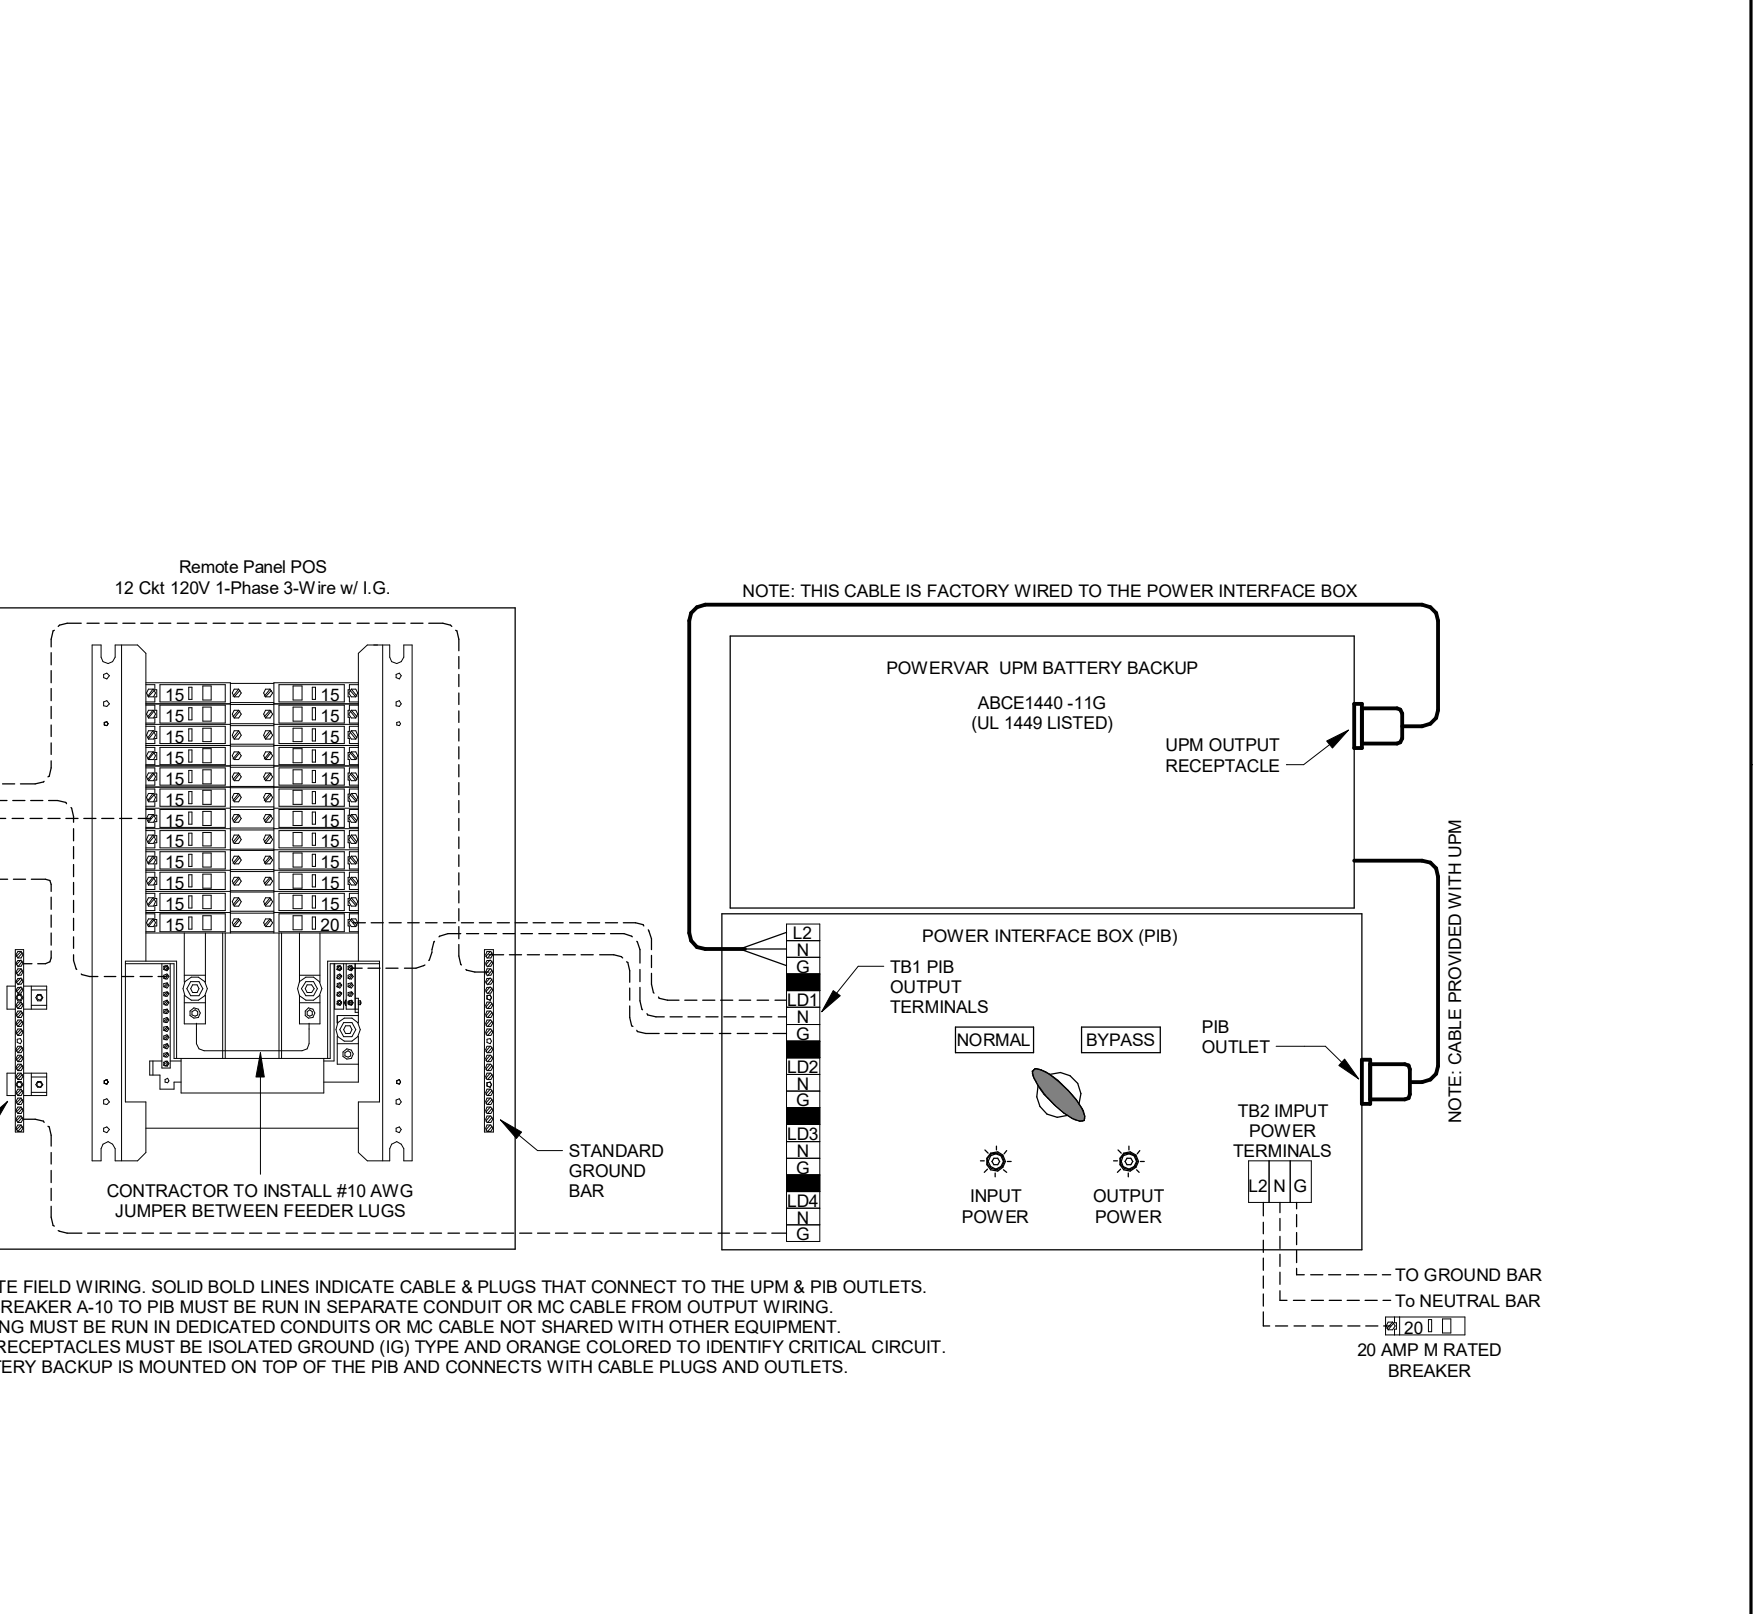 Remote Panel POS
12 Ckt 120V 1-Phase 3-Wire w/ I.G.
15 15
15 15
15 15
15 15
15 15
15 15
15 15
15 15
15 15
15 15
15 15
15 20
CONTRACTOR TO INSTALL #10 AWG
JUMPER BETWEEN FEEDER LUGS
STANDARD
GROUND
BAR
NOTE: THIS CABLE IS FACTORY WIRED TO THE POWER INTERFACE BOX
POWERVAR UPM BATTERY BACKUP
ABCE1440 -11G
(UL 1449 LISTED)
UPM OUTPUT
RECEPTACLE
NOTE: CABLE PROVIDED WITH UPM
POWER INTERFACE BOX (PIB)
L2
N
G
LD1
N
G
LD2
N
G
LD3
N
G
LD4
N
G
TB1 PIB
OUTPUT
TERMINALS
NORMAL
BYPASS
PIB
OUTLET
INPUT
POWER
OUTPUT
POWER
TB2 IMPUT
POWER
TERMINALS
L2 N G
TO GROUND BAR
To NEUTRAL BAR
20
20 AMP M RATED
BREAKER
TE FIELD WIRING. SOLID BOLD LINES INDICATE CABLE & PLUGS THAT CONNECT TO THE UPM & PIB OUTLETS.
REAKER A-10 TO PIB MUST BE RUN IN SEPARATE CONDUIT OR MC CABLE FROM OUTPUT WIRING.
NG MUST BE RUN IN DEDICATED CONDUITS OR MC CABLE NOT SHARED WITH OTHER EQUIPMENT.
RECEPTACLES MUST BE ISOLATED GROUND (IG) TYPE AND ORANGE COLORED TO IDENTIFY CRITICAL CIRCUIT.
TERY BACKUP IS MOUNTED ON TOP OF THE PIB AND CONNECTS WITH CABLE PLUGS AND OUTLETS.